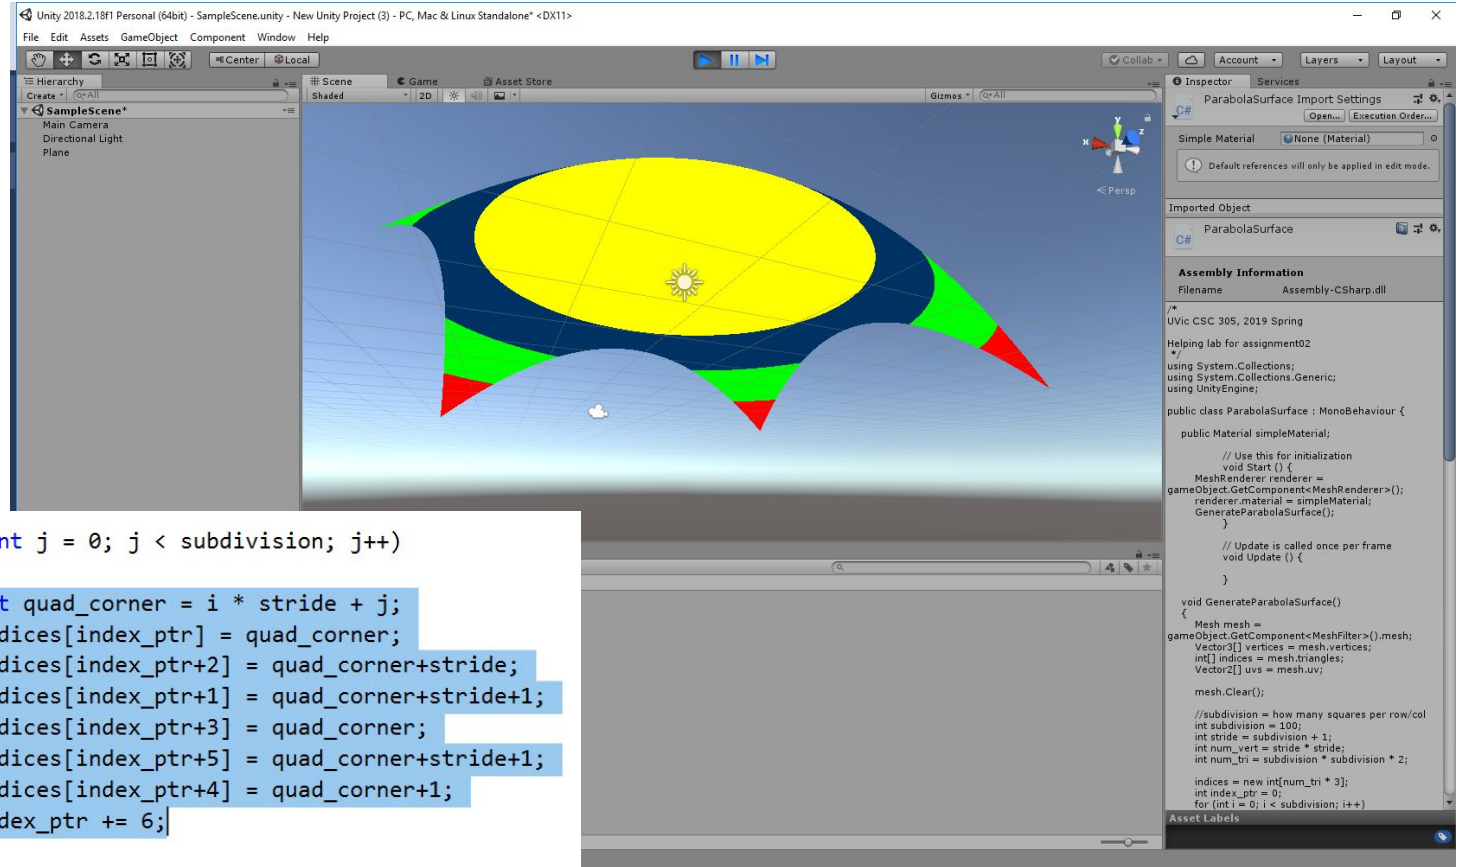 Unity 2018.2.18f1 Personal (64bit) - SampleScene.unity - New Unity Project (3) - PC, Mac & Linux Standalone* <DX11>
File Edit Assets GameObject Component Window Help
Center Local Collab Account Layers Layout
Hierarchy
Create All
SampleScene*
Main Camera
Directional Light
Plane
Scene Game Asset Store
Shaded 2D Gizmos All
y
x z
Persp
Inspector Services
ParabolaSurface Import Settings
C#
Open... Execution Order...
Simple Material None (Material)
Default references will only be applied in edit mode.
Imported Object
ParabolaSurface
C#
Assembly Information
Filename Assembly-CSharp.dll
/*
UVic CSC 305, 2019 Spring
Helping lab for assignment02
*/
using System.Collections;
using System.Collections.Generic;
using UnityEngine;
public class ParabolaSurface : MonoBehaviour {
public Material simpleMaterial;
// Use this for initialization
void Start () {
MeshRenderer renderer =
gameObject.GetComponent<MeshRenderer>();
renderer.material = simpleMaterial;
GenerateParabolaSurface();
}
// Update is called once per frame
void Update () {
}
void GenerateParabolaSurface()
{
Mesh mesh =
gameObject.GetComponent<MeshFilter>().mesh;
Vector3[] vertices = mesh.vertices;
int[] indices = mesh.triangles;
Vector2[] uvs = mesh.uv;
mesh.Clear();
//subdivision = how many squares per row/col
int subdivision = 100;
int stride = subdivision + 1;
int num_vert = stride * stride;
int num_tri = subdivision * subdivision * 2;
indices = new int[num_tri * 3];
int index_ptr = 0;
for (int i = 0; i < subdivision; i++)
Asset Labels
nt j = 0; j < subdivision; j++)
t quad_corner = i * stride + j;
dices[index_ptr] = quad_corner;
dices[index_ptr+2] = quad_corner+stride;
dices[index_ptr+1] = quad_corner+stride+1;
dices[index_ptr+3] = quad_corner;
dices[index_ptr+5] = quad_corner+stride+1;
dices[index_ptr+4] = quad_corner+1;
dex_ptr += 6;